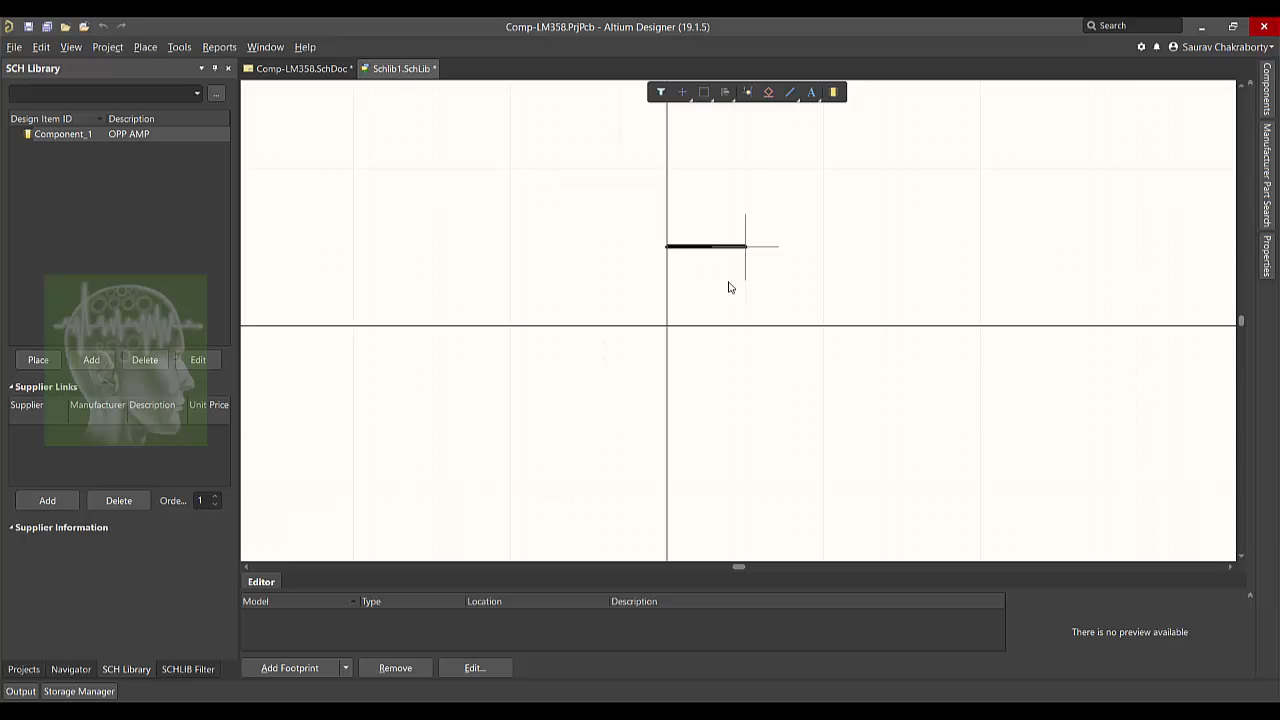 Comp-LM358.PrjPcb - Altium Designer (19.1.5)
Search
File Edit View Project Place Tools Reports Window Help
Saurav Chakraborty
SCH Library
Comp-LM358.SchDoc *
Schlib1.SchLib *
...
A
Design Item ID Description
Component_1 OPP AMP
Place Add Delete Edit
Supplier Links
Supplier Manufacturer Description Unit Price
Add Delete Orde... 1
Supplier Information
Components
Manufacturer Part Search
Properties
Editor
Model Type Location Description
There is no preview available
Add Footprint Remove Edit...
Projects Navigator SCH Library SCHLIB Filter
Output Storage Manager